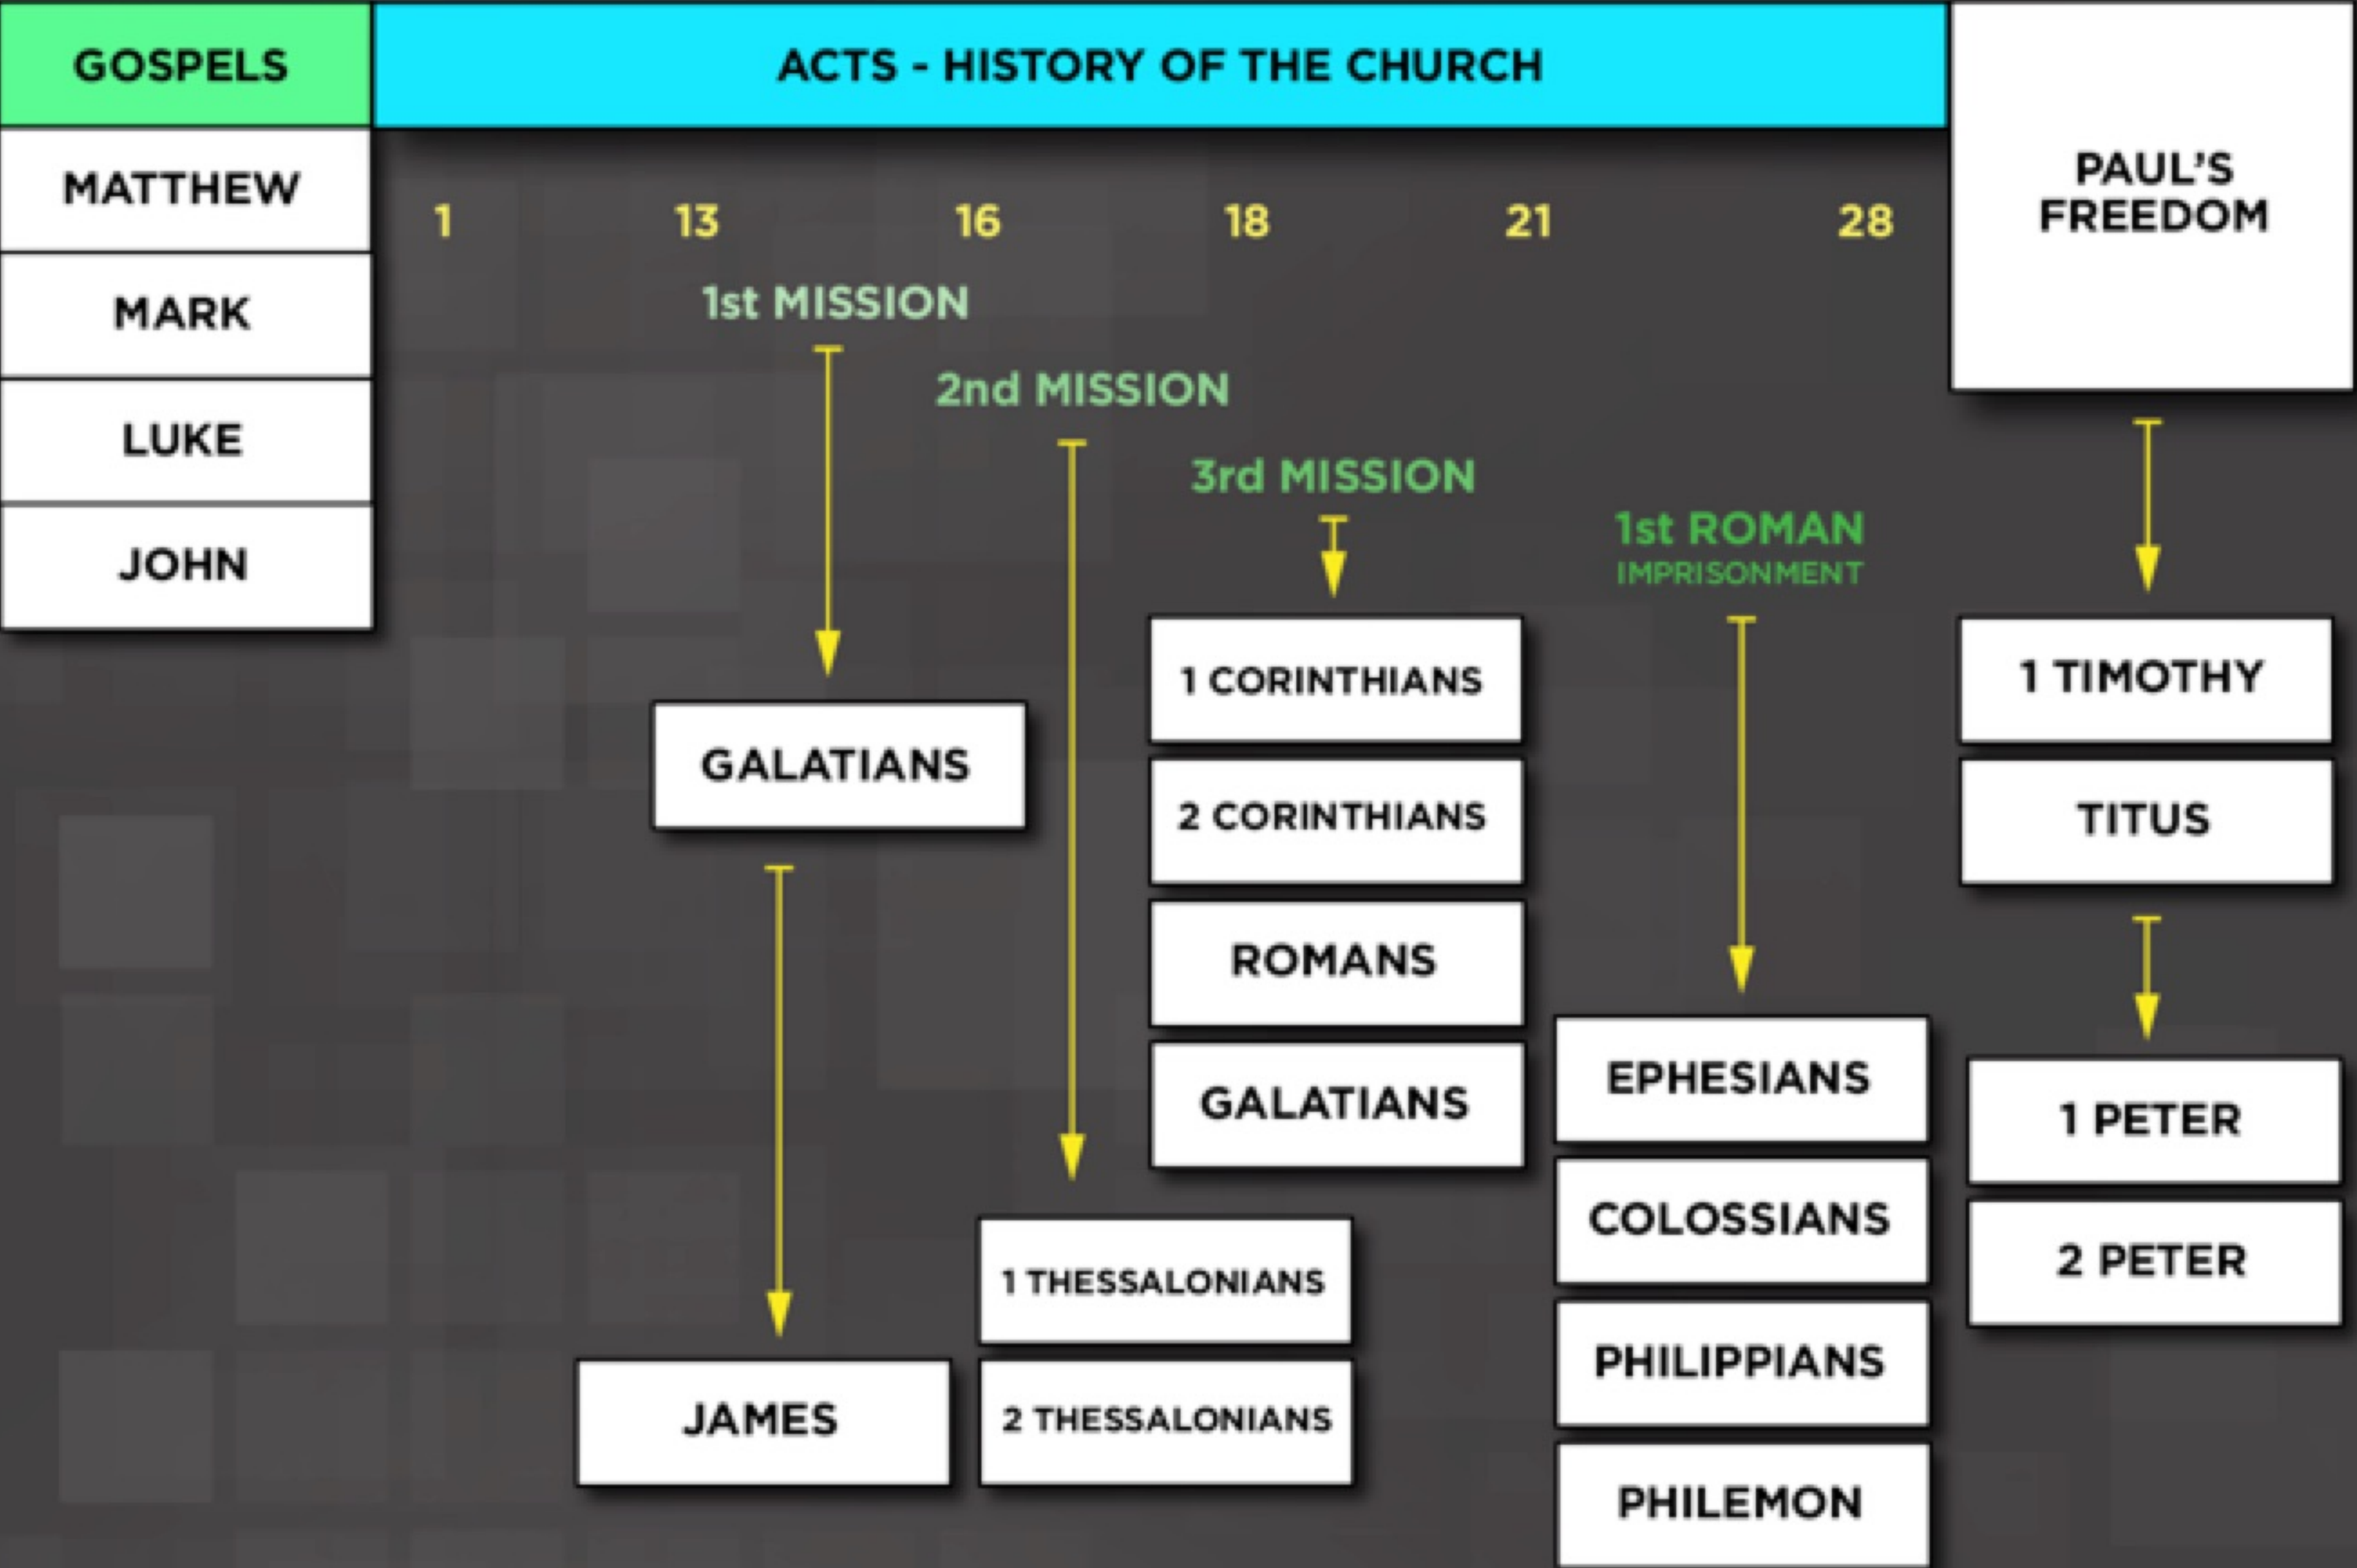 GOSPELS
MATTHEW
MARK
LUKE
JOHN
ACTS - HISTORY OF THE CHURCH
1 13 16 18 21 28
1st MISSION
GALATIANS
JAMES
2nd MISSION
1 THESSALONIANS
2 THESSALONIANS
3rd MISSION
1 CORINTHIANS
2 CORINTHIANS
ROMANS
GALATIANS
1st ROMAN
IMPRISONMENT
EPHESIANS
COLOSSIANS
PHILIPPIANS
PHILEMON
PAUL'S
FREEDOM
1 TIMOTHY
TITUS
1 PETER
2 PETER